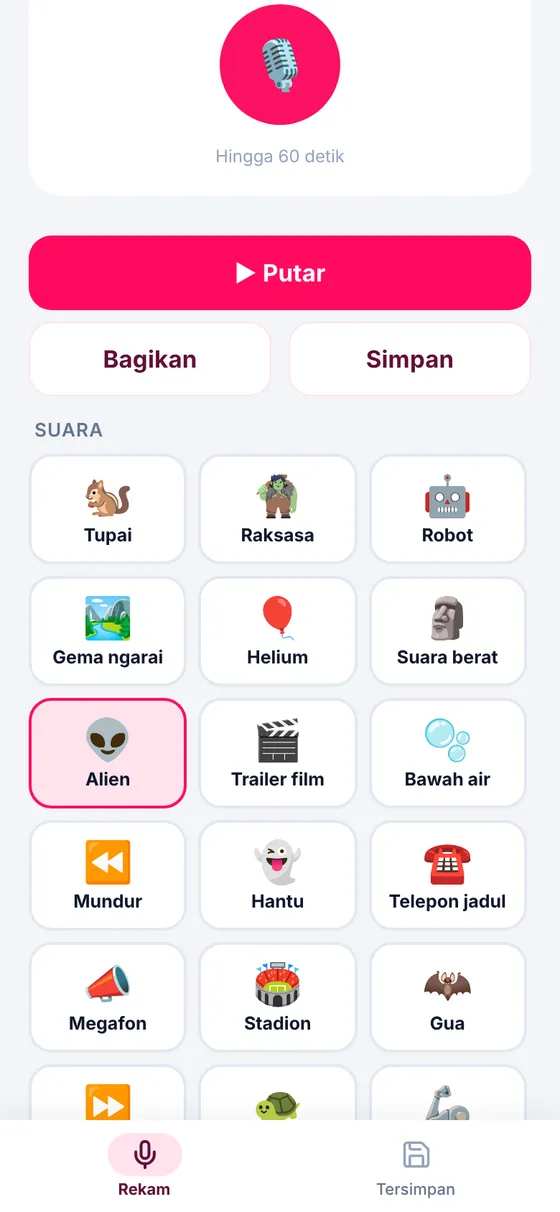 Hingga 60 detik
Putar
Bagikan
Simpan
SUARA
Tupai
Raksasa
Robot
Gema ngarai
Helium
Suara berat
Alien
Trailer film
Bawah air
Mundur
Hantu
Telepon jadul
Megafon
Stadion
Gua
Rekam
Tersimpan